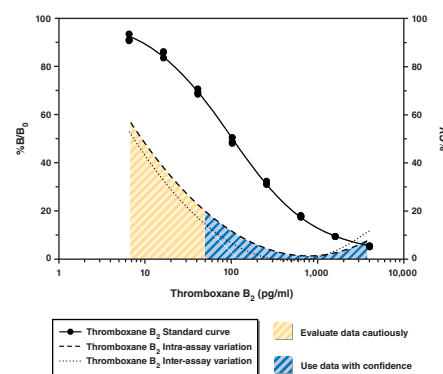 100
80
60
40
20
0
%B/B0
100
80
60
40
20
0
%CV
1
10
100
1,000
10,000
Thromboxane B2 (pg/ml)
Thromboxane B2 Standard curve
Thromboxane B2 Intra-assay variation
Thromboxane B2 Inter-assay variation
Evaluate data cautiously
Use data with confidence